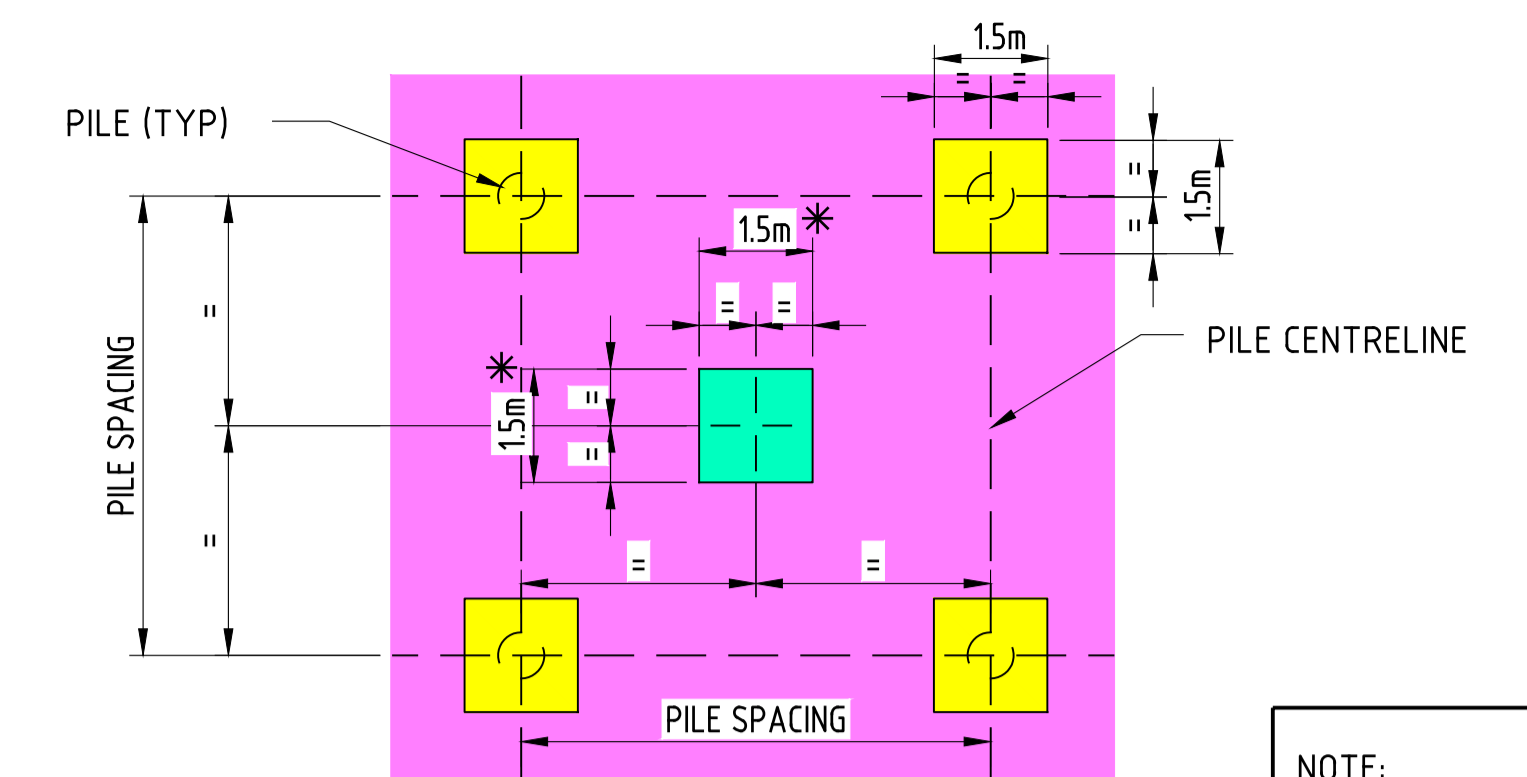 1.5m
= =
PILE (TYP)
=
1.5m
=
1.5m *
=
= =
PILE CENTRELINE
PILE SPACING
*
1.5m
=
=
=
= =
PILE SPACING
NOTE: